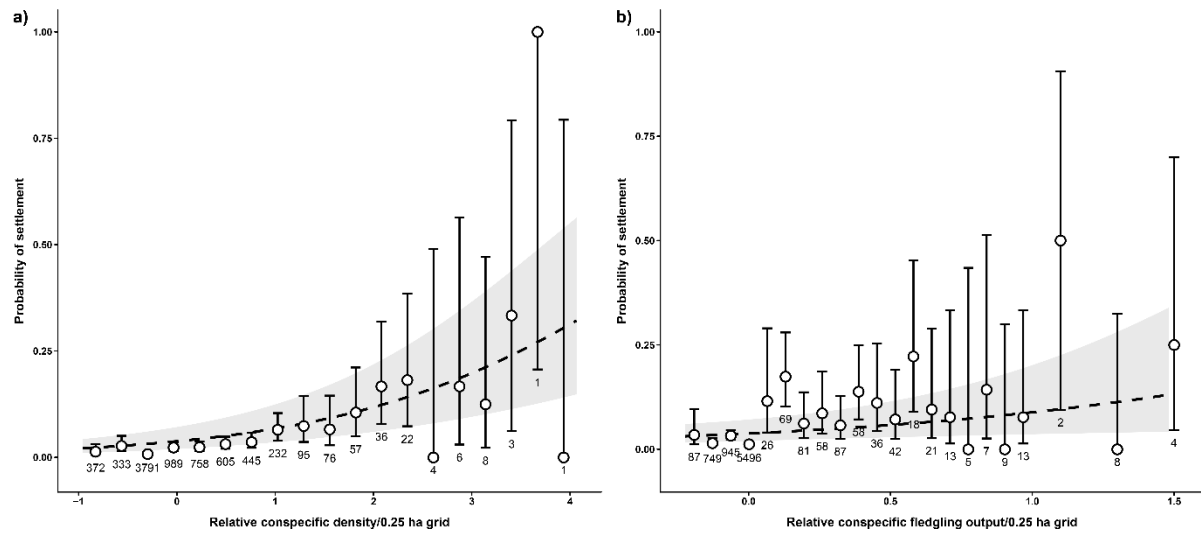 a)
1.00
0.75
0.50
0.25
0.00
Probability of settlement
372 333 3791 989 758 605 445 232 95 76 57 36 22 4 6 8 3 1 1
−1 0 1 2 3 4
Relative conspecific density/0.25 ha grid
b)
1.00
0.75
0.50
0.25
0.00
Probability of settlement
87 749 945 5496 26 69 81 58 87 58 36 42 18 21 13 5 7 9 13 2 8 4
0.0 0.5 1.0 1.5
Relative conspecific fledgling output/0.25 ha grid